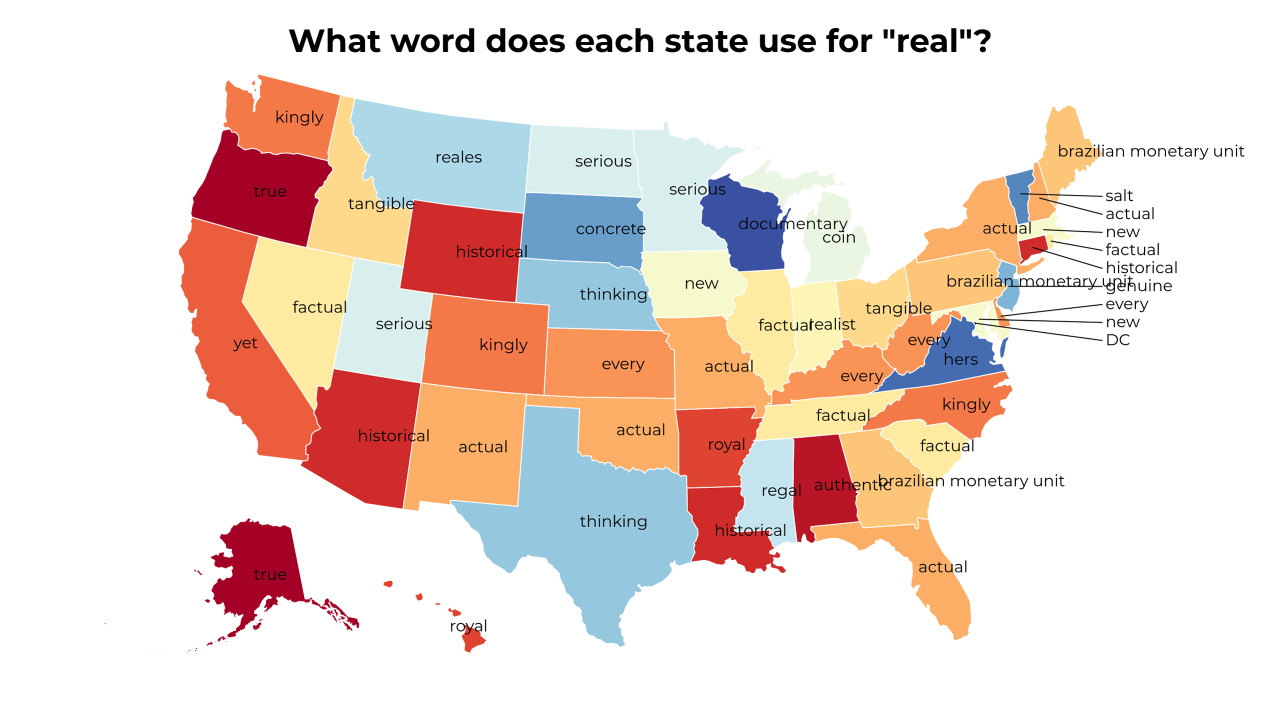 What word does each state use for "real"?
kingly
true
yet
factual
tangible
reales
historical
serious
historical
kingly
actual
serious
concrete
thinking
every
actual
thinking
serious
new
actual
royal
historical
documentary
coin
factual
realist
tangible
every
every
hers
factual
kingly
factual
regal
authentic
brazilian monetary unit
actual
brazilian monetary unit
actual
brazilian monetary unit
salt
actual
new
factual
historical
genuine
every
new
DC
true
royal